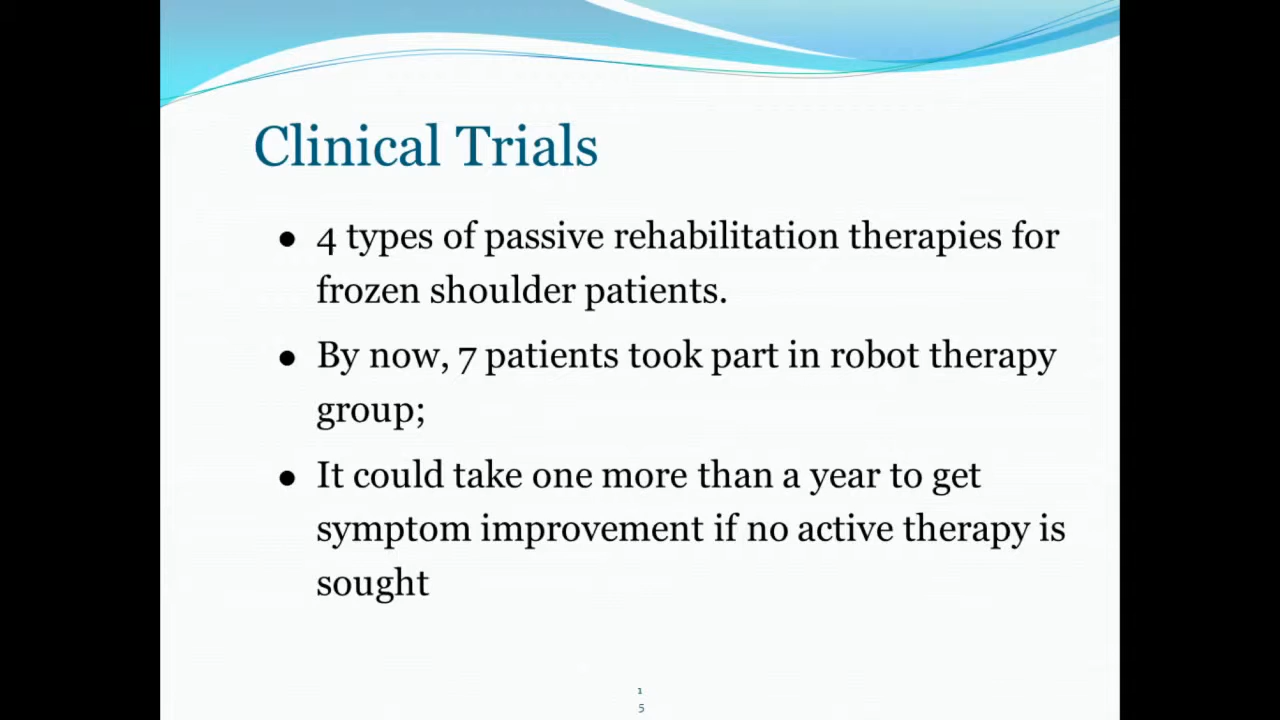 Clinical Trials
● 4 types of passive rehabilitation therapies for
frozen shoulder patients.
● By now, 7 patients took part in robot therapy
group;
● It could take one more than a year to get
symptom improvement if no active therapy is
sought
1
5